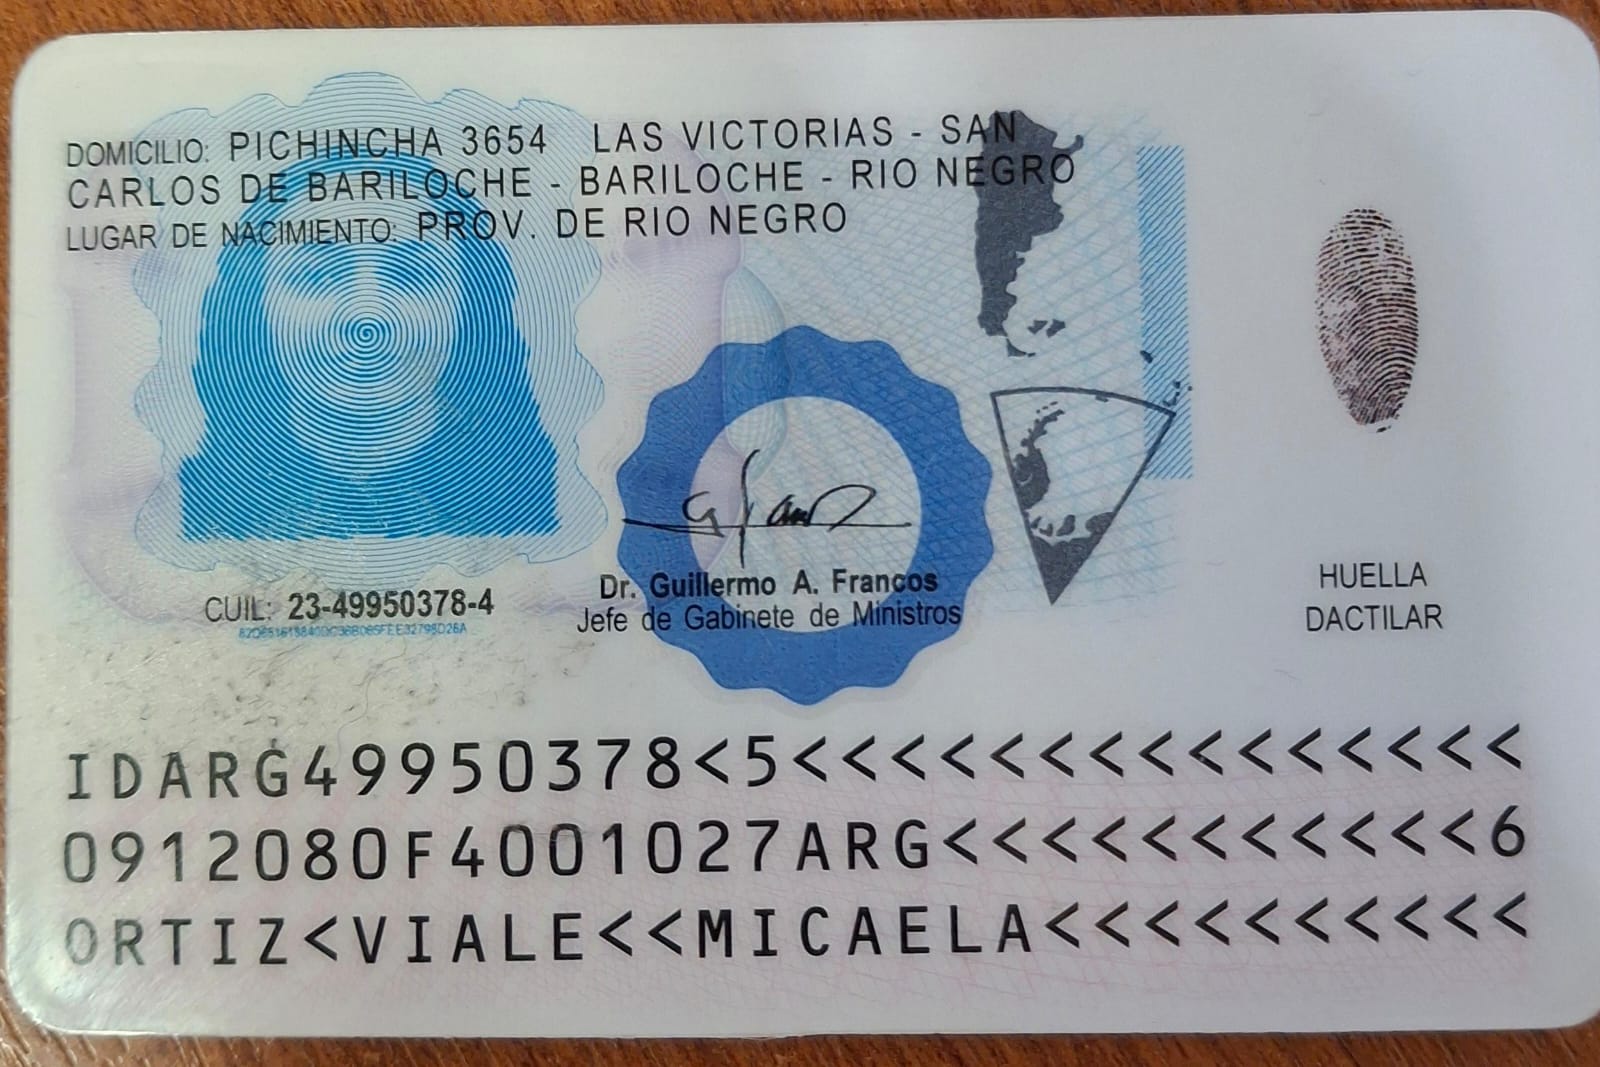 DOMICILIO: PICHINCHA 3654 LAS VICTORIAS - SAN
CARLOS DE BARILOCHE - BARILOCHE - RIO NEGRO
LUGAR DE NACIMIENTO: PROV. DE RIO NEGRO
CUIL: 23-49950378-4
Dr. Guillermo A. Francos
Jefe de Gabinete de Ministros
HUELLA
DACTILAR
IDARG49950378<5<<<<<<<<<<<<<<<
0912080F4001027ARG<<<<<<<<<<<6
ORTIZ<VIALE<<MICAELA<<<<<<<<<<